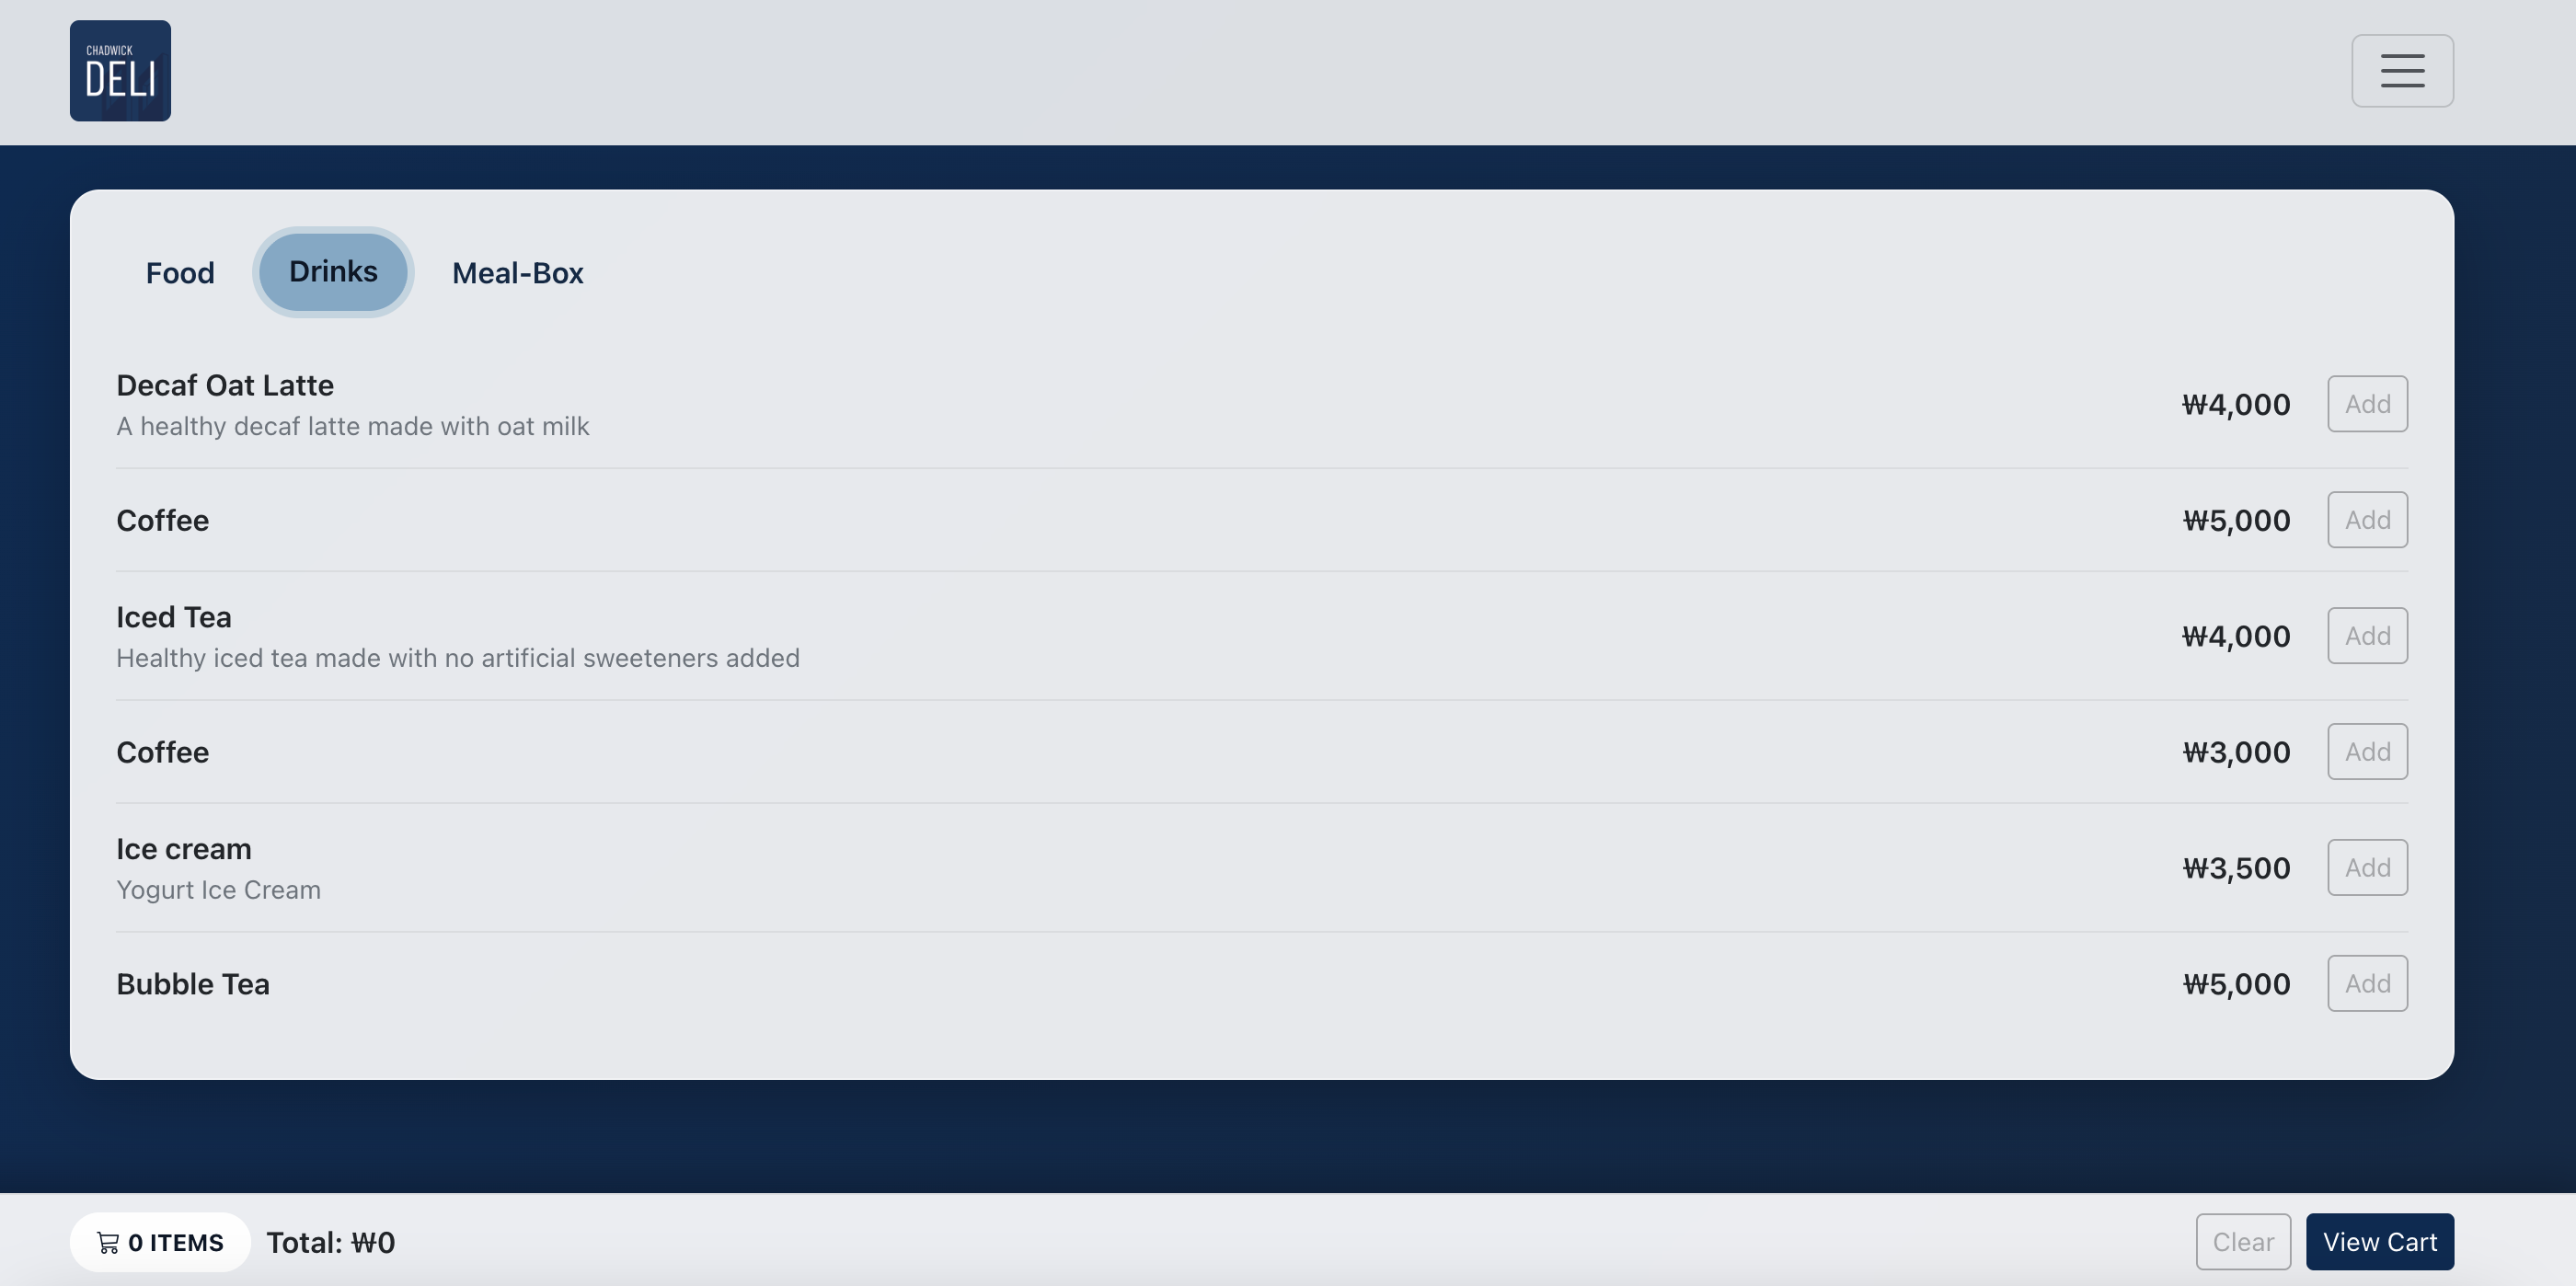 CHADWICK
DELI
Food Drinks Meal-Box
Decaf Oat Latte
A healthy decaf latte made with oat milk
₩4,000 Add
Coffee ₩5,000 Add
Iced Tea
Healthy iced tea made with no artificial sweeteners added
₩4,000 Add
Coffee ₩3,000 Add
Ice cream
Yogurt Ice Cream
₩3,500 Add
Bubble Tea ₩5,000 Add
0 ITEMS Total: ₩0 Clear View Cart